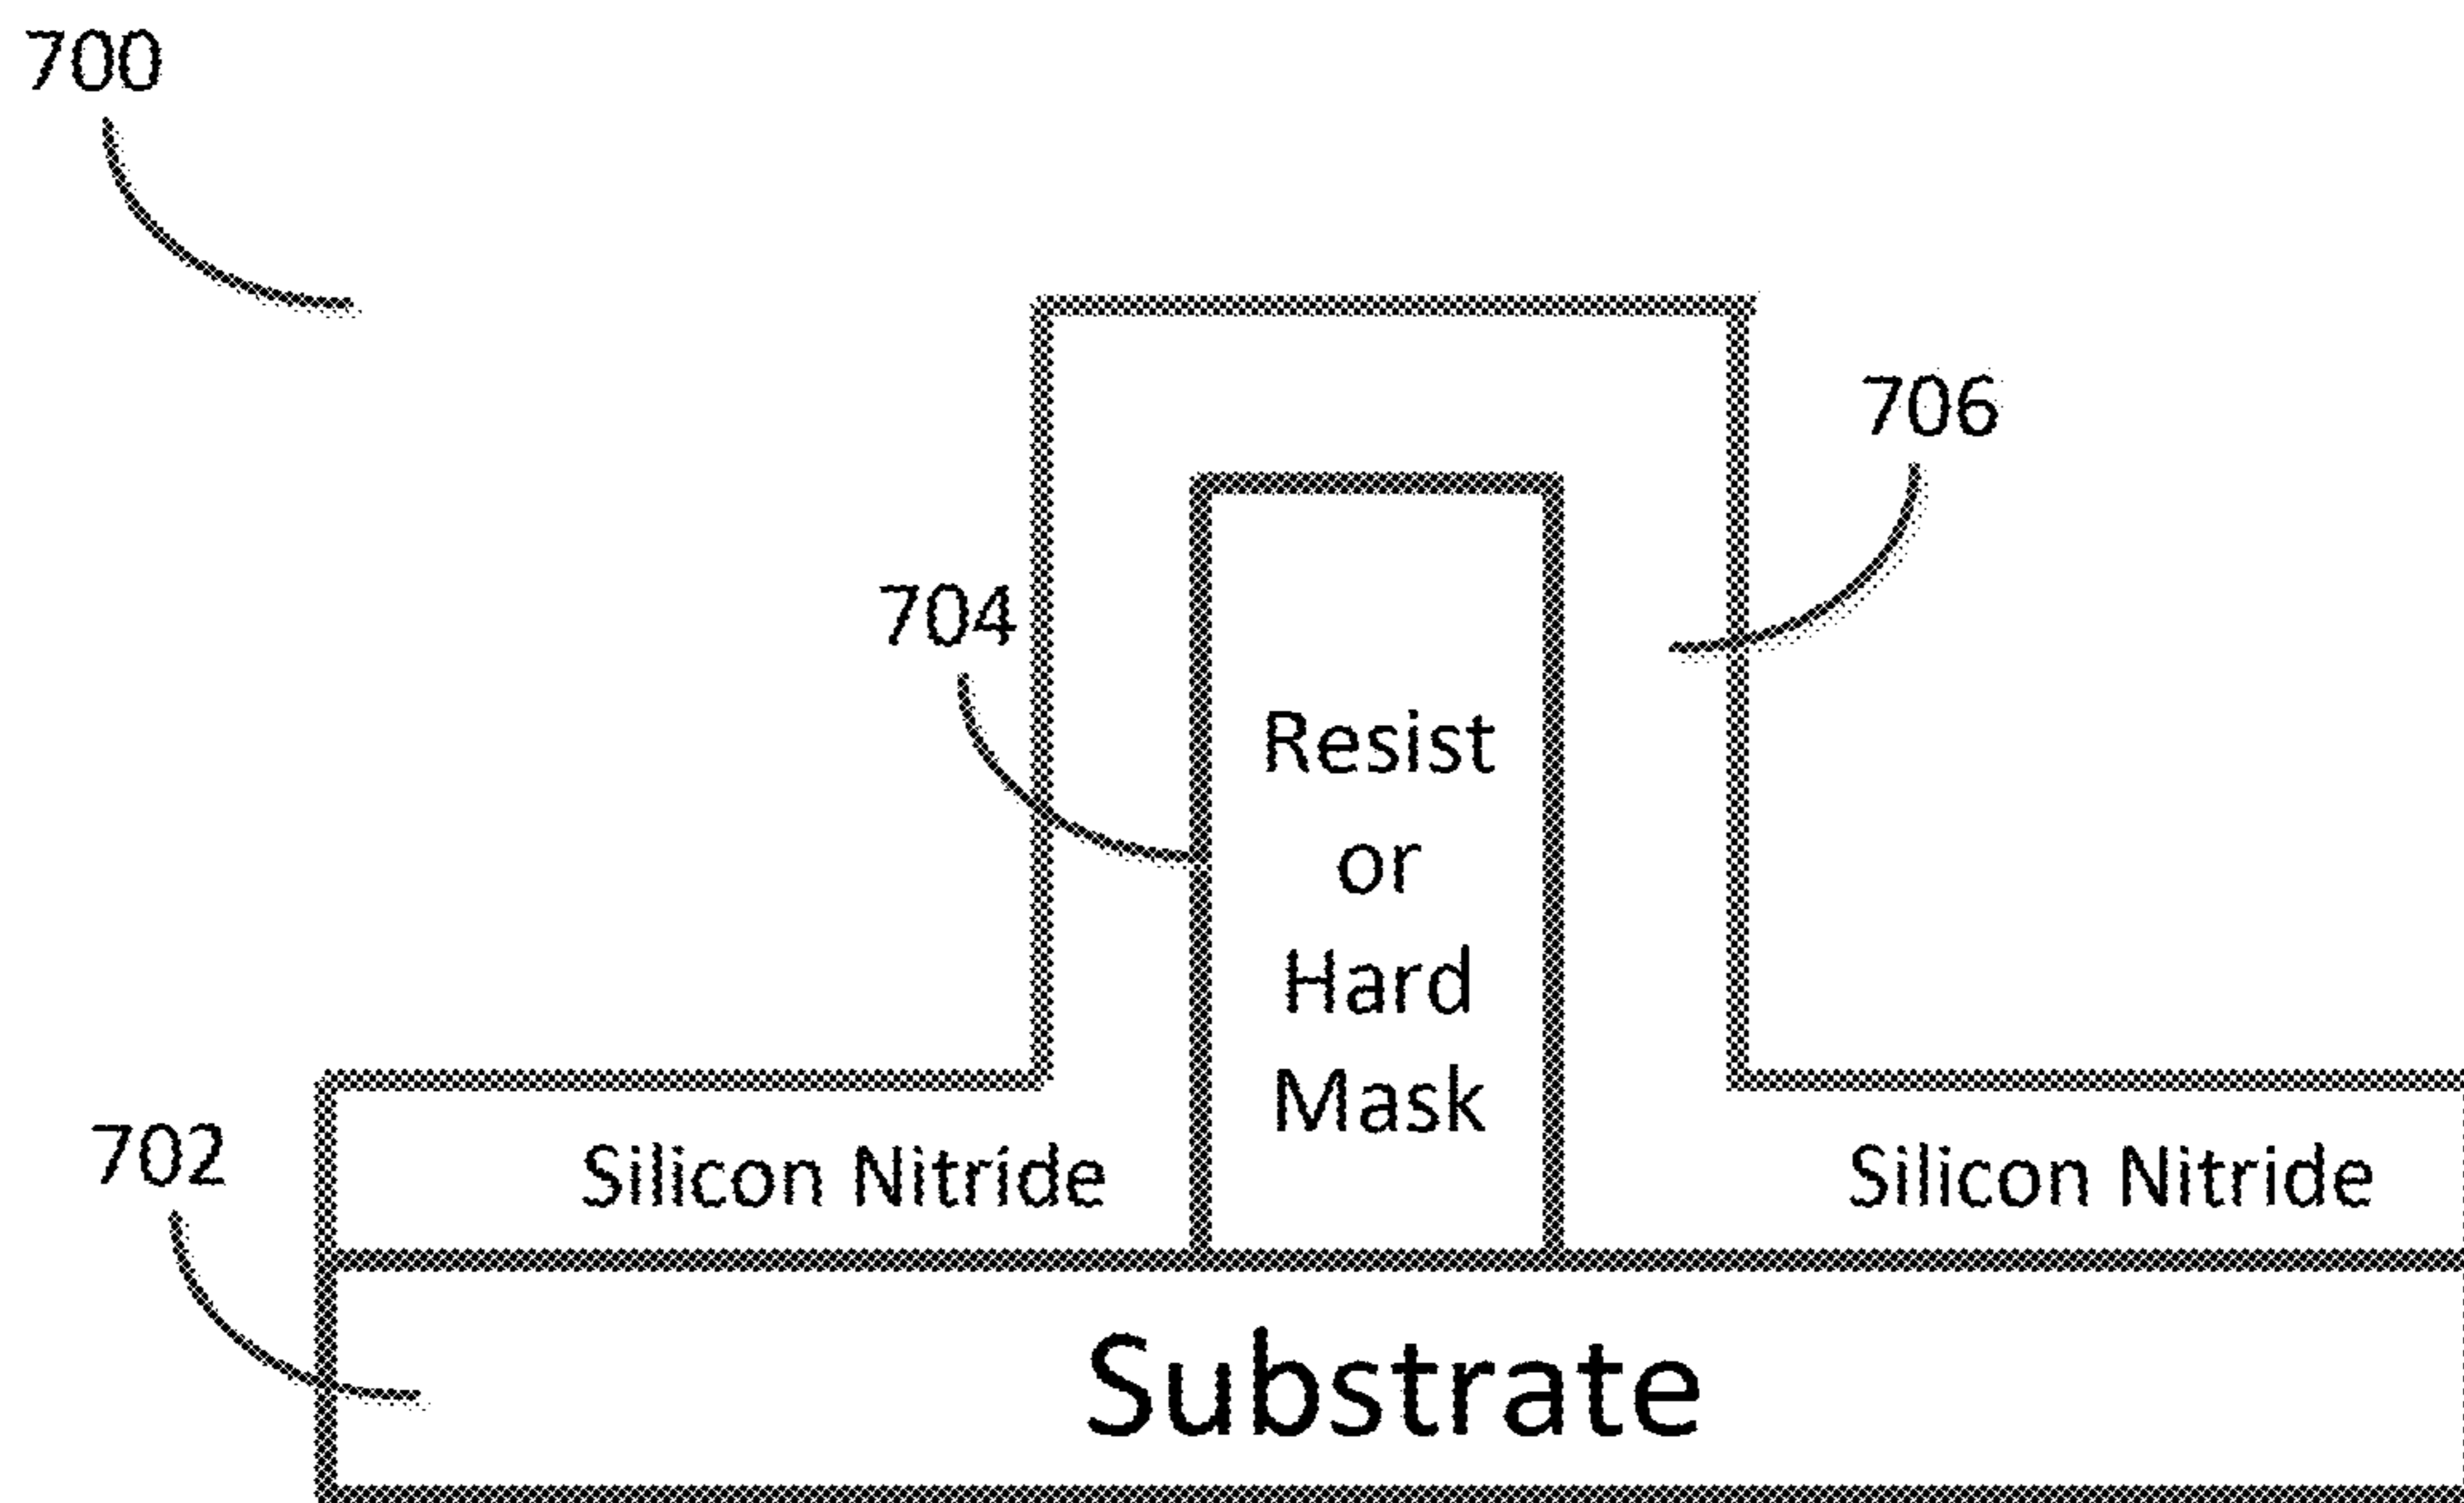 700
706
704
Resist
or
Hard
Mask
702
Silicon Nitride
Silicon Nitride
Substrate